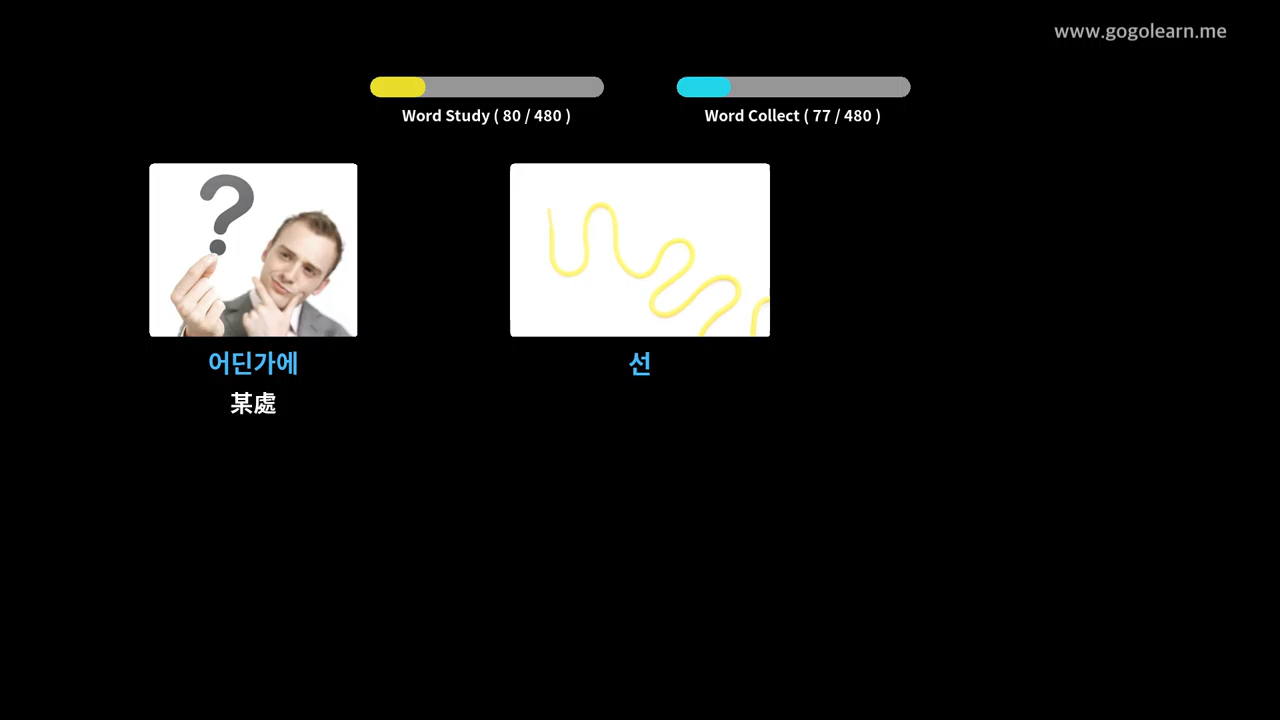 www.gogolearn.me
Word Study ( 80 / 480 )
Word Collect ( 77 / 480 )
?
어딘가에
某處
선